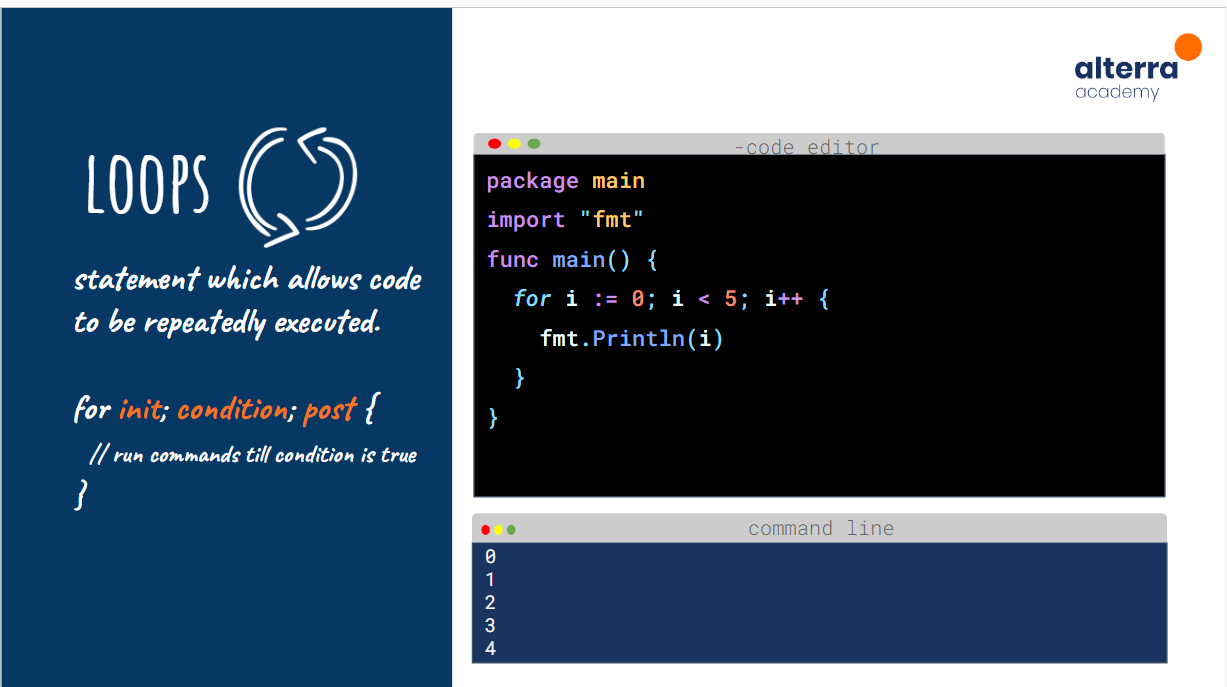 alterra
academy
LOOPS
statement which allows code
to be repeatedly executed.
for init; condition; post {
// run commands till condition is true
}
-code editor
package main
import "fmt"
func main() {
  for i := 0; i < 5; i++ {
    fmt.Println(i)
  }
}
command line
0
1
2
3
4